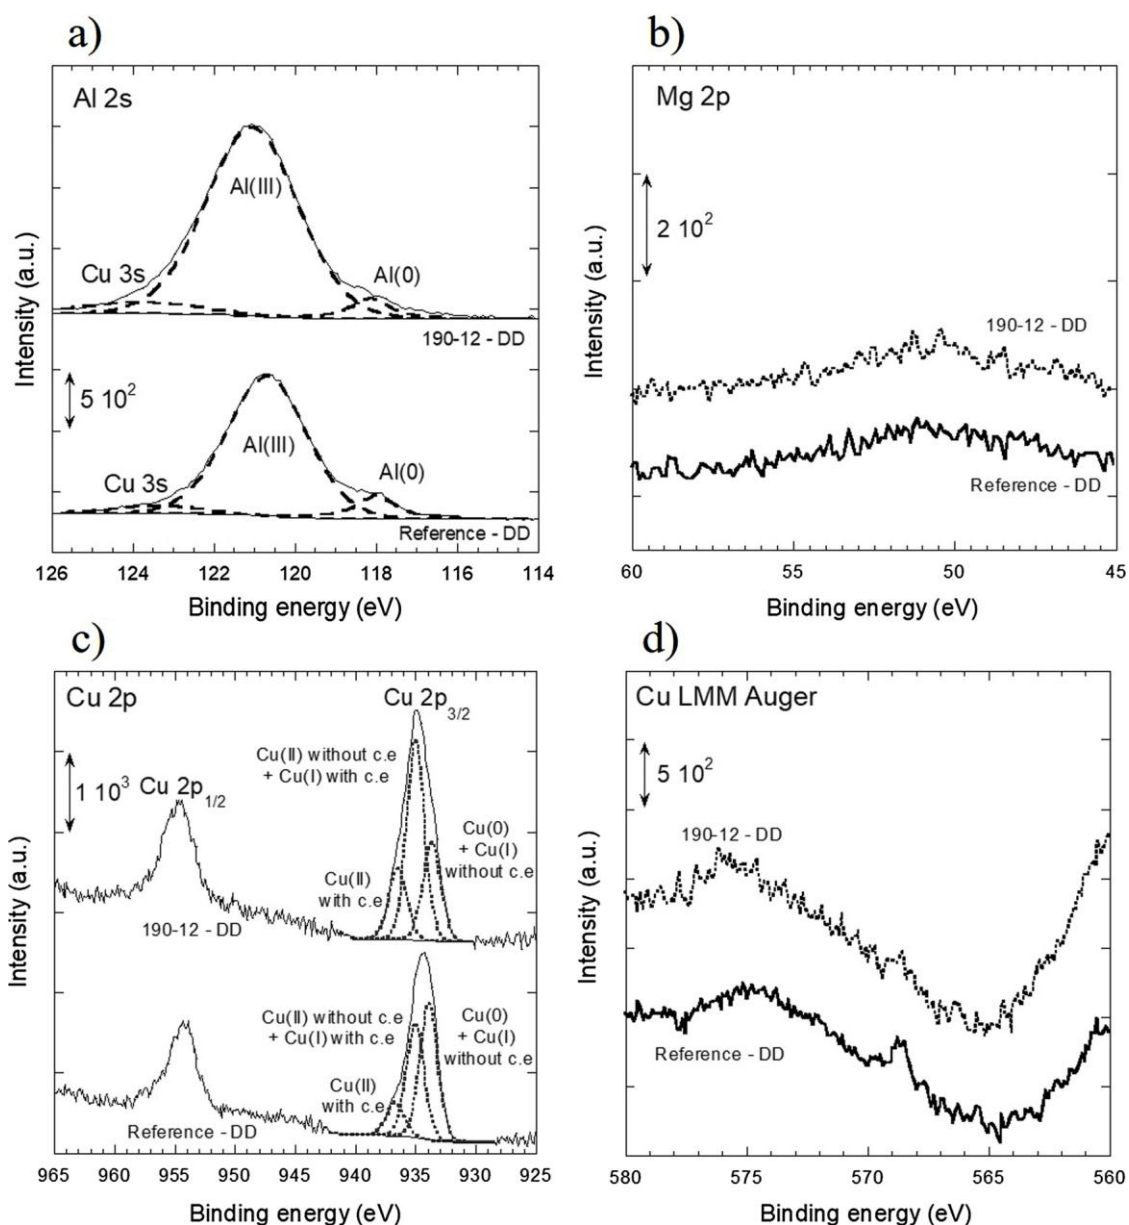 a)
Al 2s
Al(III)
Cu 3s
Al(0)
190-12 - DD
5 10²
Al(III)
Cu 3s
Al(0)
Reference - DD
126 124 122 120 118 116 114
Binding energy (eV)
Intensity (a.u.)
b)
Mg 2p
2 10²
190-12 - DD
Reference - DD
60 55 50 45
Binding energy (eV)
Intensity (a.u.)
c)
Cu 2p
Cu 2p3/2
Cu(II) without c.e
+ Cu(I) with c.e
1 10³
Cu 2p1/2
Cu(0)
+ Cu(I)
without c.e
Cu(II)
with c.e
190-12 - DD
Cu(II) without c.e
+ Cu(I) with c.e
Cu(0)
+ Cu(I)
without c.e
Cu(II)
with c.e
Reference - DD
965 960 955 950 945 940 935 930 925
Binding energy (eV)
Intensity (a.u.)
d)
Cu LMM Auger
5 10²
190-12 - DD
Reference - DD
580 575 570 565 560
Binding energy (eV)
Intensity (a.u.)